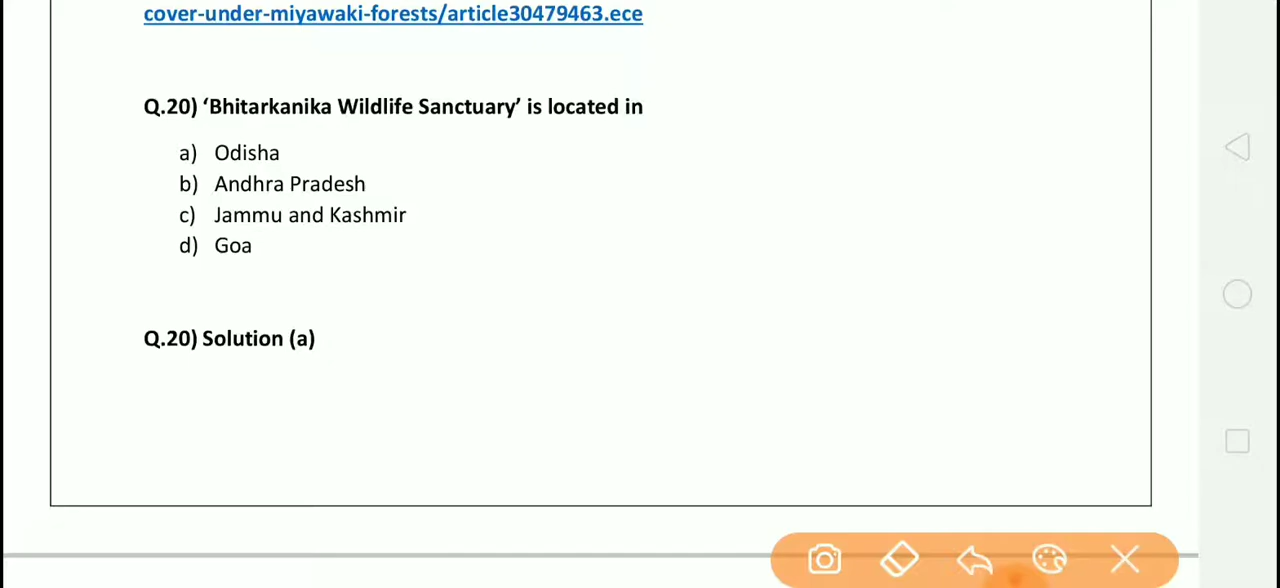 cover-under-miyawaki-forests/article30479463.ece
Q.20) ‘Bhitarkanika Wildlife Sanctuary’ is located in
a) Odisha
b) Andhra Pradesh
c) Jammu and Kashmir
d) Goa
Q.20) Solution (a)